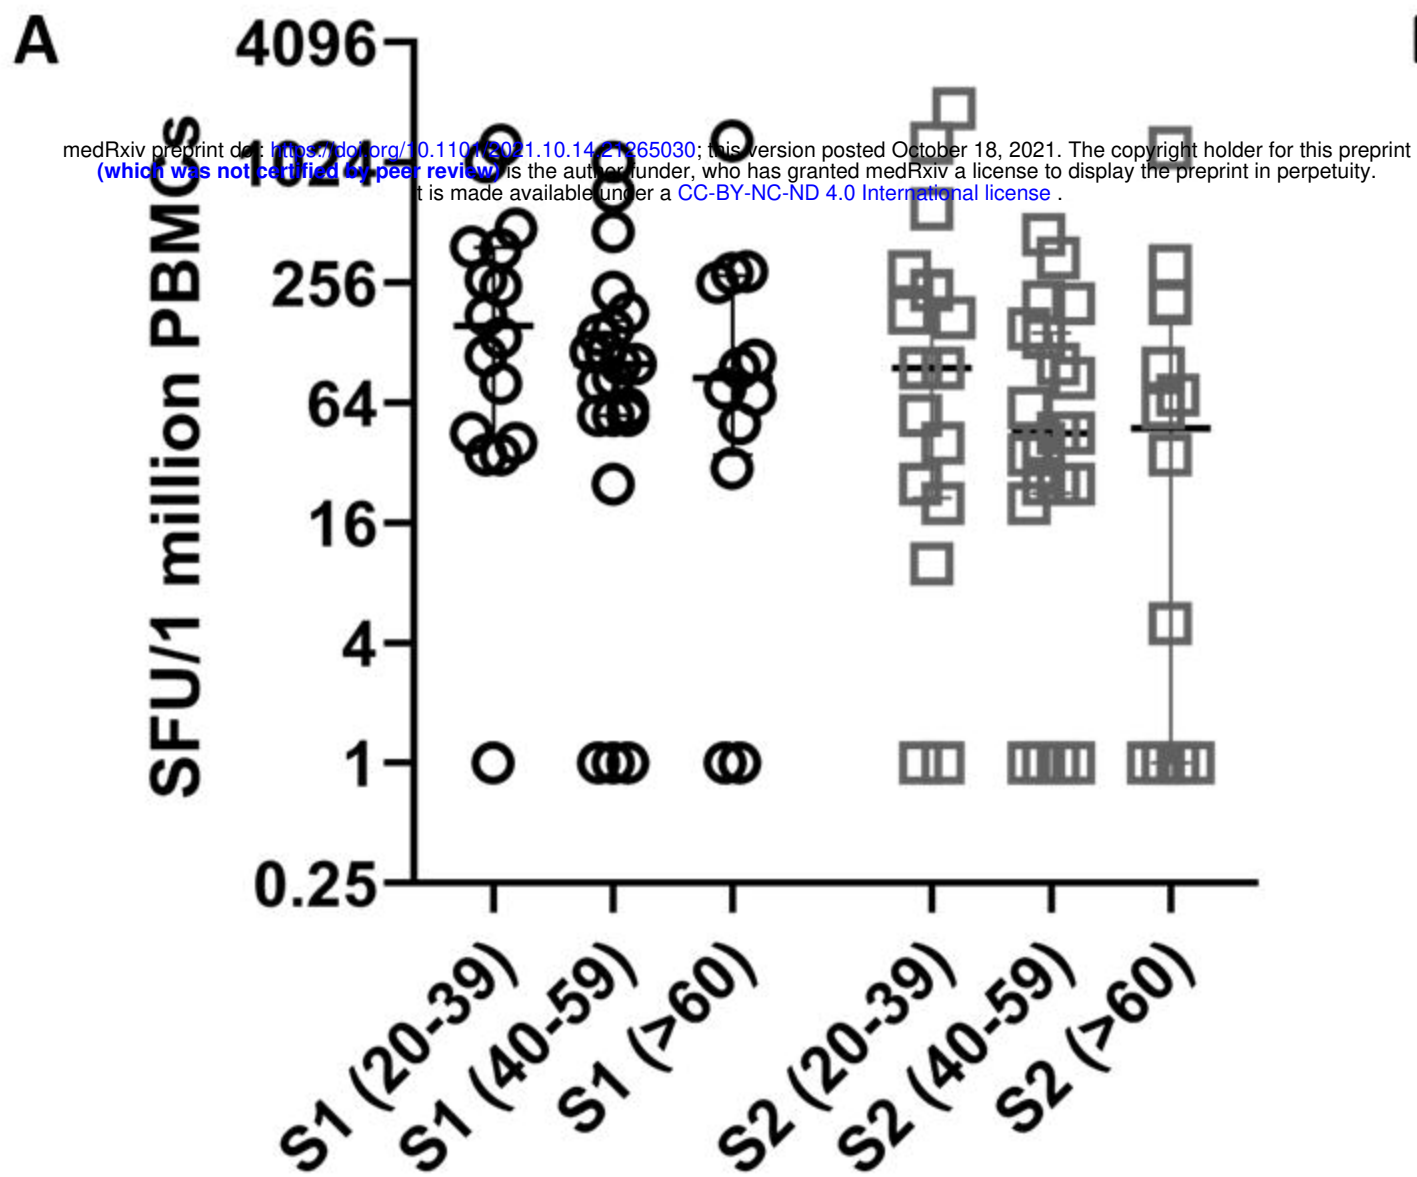 A
4096
medRxiv preprint doi: https://doi.org/10.1101/2021.10.14.21265030; this version posted October 18, 2021. The copyright holder for this preprint
1024
(which was not certified by peer review) is the author/funder, who has granted medRxiv a license to display the preprint in perpetuity.
It is made available under a CC-BY-NC-ND 4.0 International license .
256
64
16
4
1
0.25
SFU/1 million PBMCs
S1 (20-39)
S1 (40-59)
S1 (>60)
S2 (20-39)
S2 (40-59)
S2 (>60)